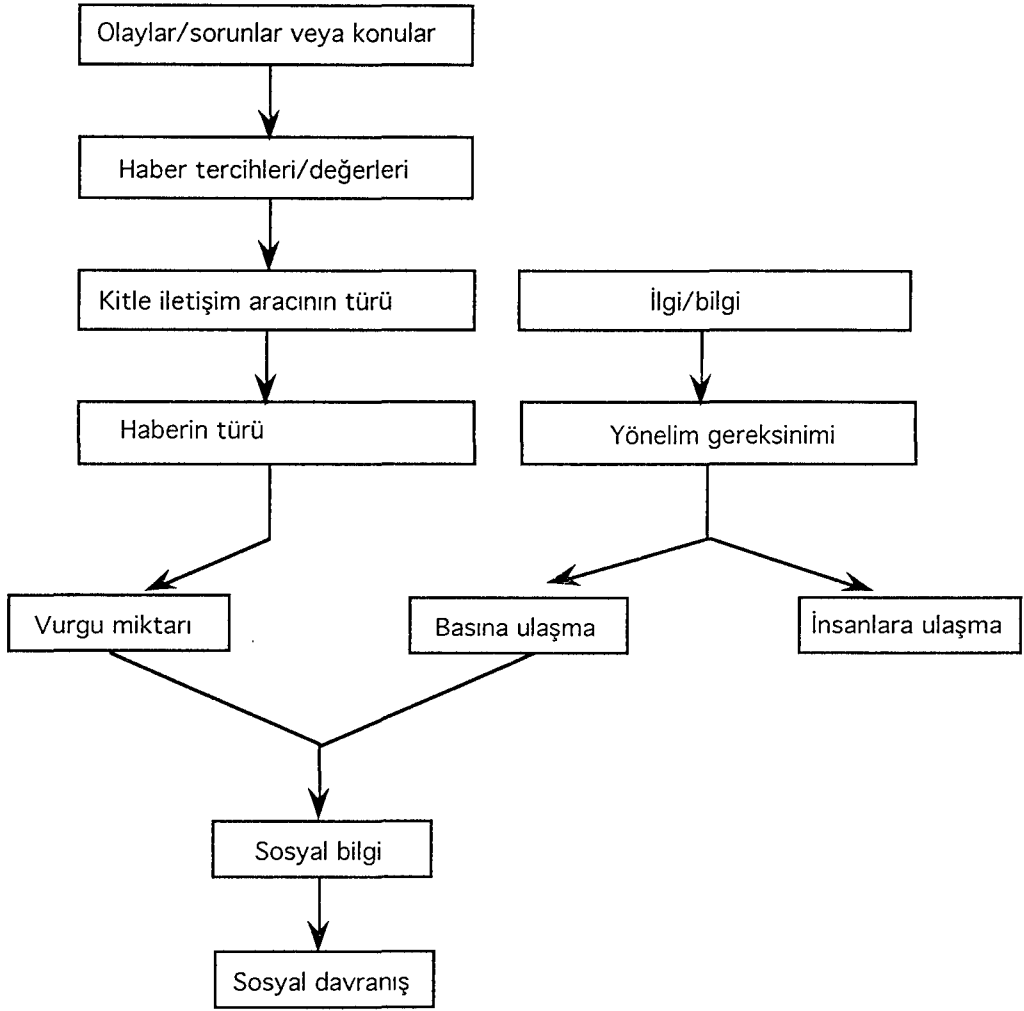 Olaylar/sorunlar veya konular
Haber tercihleri/değerleri
Kitle iletişim aracının türü
İlgi/bilgi
Haberin türü
Yönelim gereksinimi
Vurgu miktarı
Basına ulaşma
İnsanlara ulaşma
Sosyal bilgi
Sosyal davranış